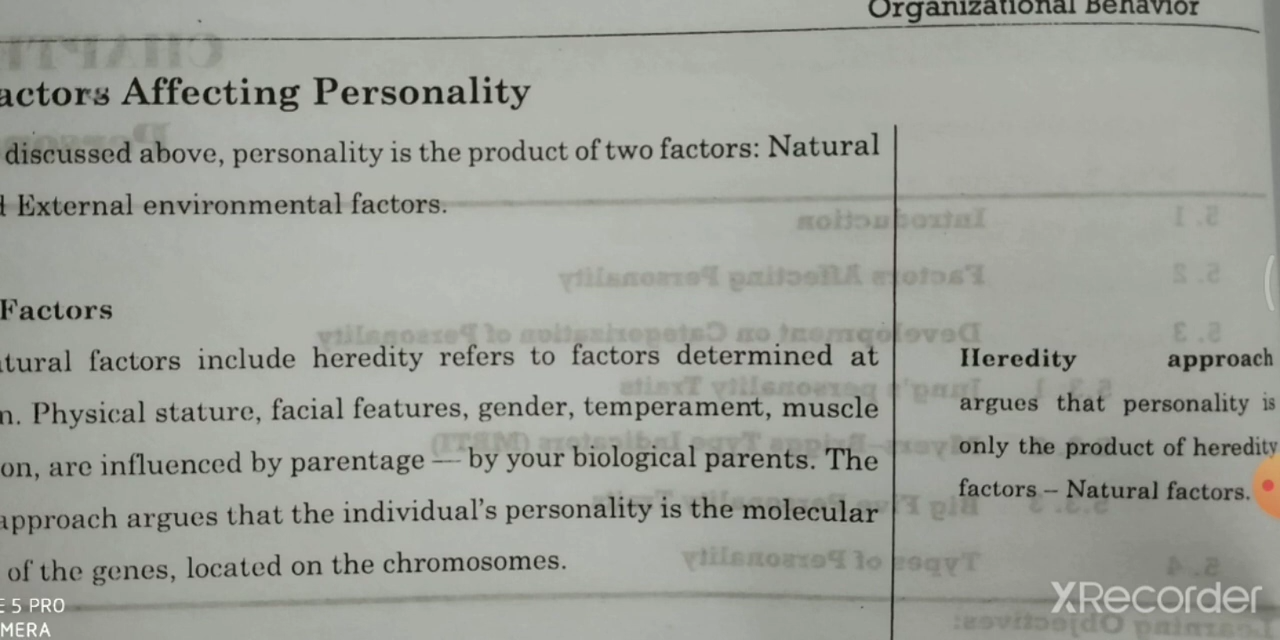 Organizational Behavior
actors Affecting Personality
discussed above, personality is the product of two factors: Natural
External environmental factors.
Factors
tural factors include heredity refers to factors determined at
n. Physical stature, facial features, gender, temperament, muscle
on, are influenced by parentage — by your biological parents. The
approach argues that the individual's personality is the molecular
of the genes, located on the chromosomes.
Heredity approach
argues that personality is
only the product of heredity
factors – Natural factors.
5 PRO
MERA
XRecorder